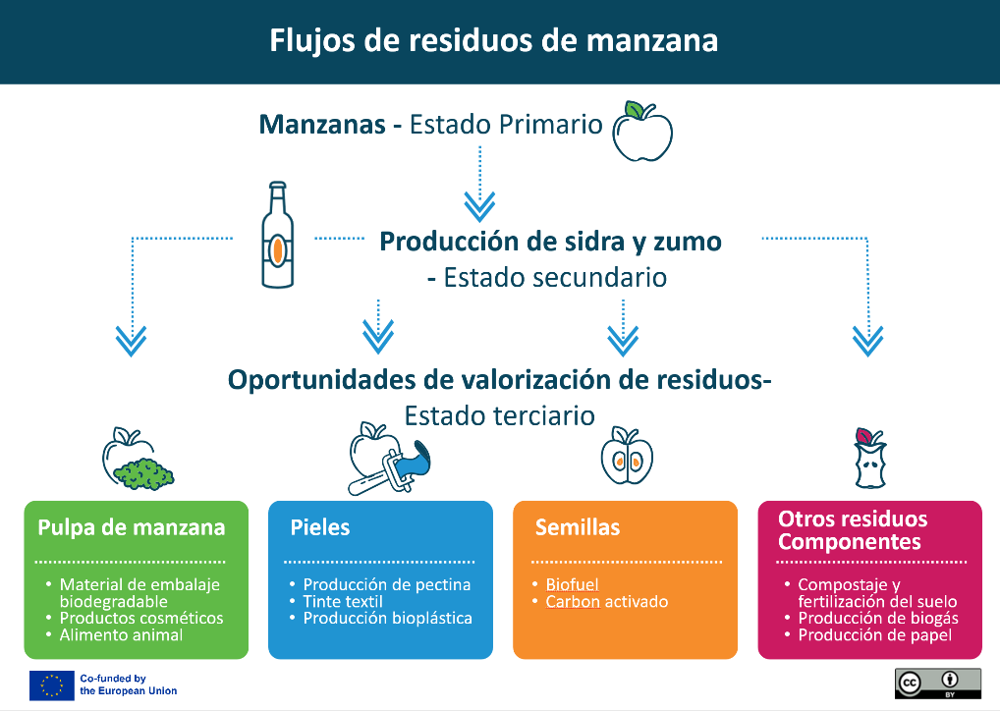 Flujos de residuos de manzana
Manzanas - Estado Primario
Producción de sidra y zumo
- Estado secundario
Oportunidades de valorización de residuos-
Estado terciario
Pulpa de manzana
• Material de embalaje
biodegradable
• Productos cosméticos
• Alimento animal
Pieles
• Producción de pectina
• Tinte textil
• Producción bioplástica
Semillas
• Biofuel
• Carbon activado
Otros residuos
Componentes
• Compostaje y
fertilización del suelo
• Producción de biogás
• Producción de papel
Co-funded by
the European Union
cc
BY